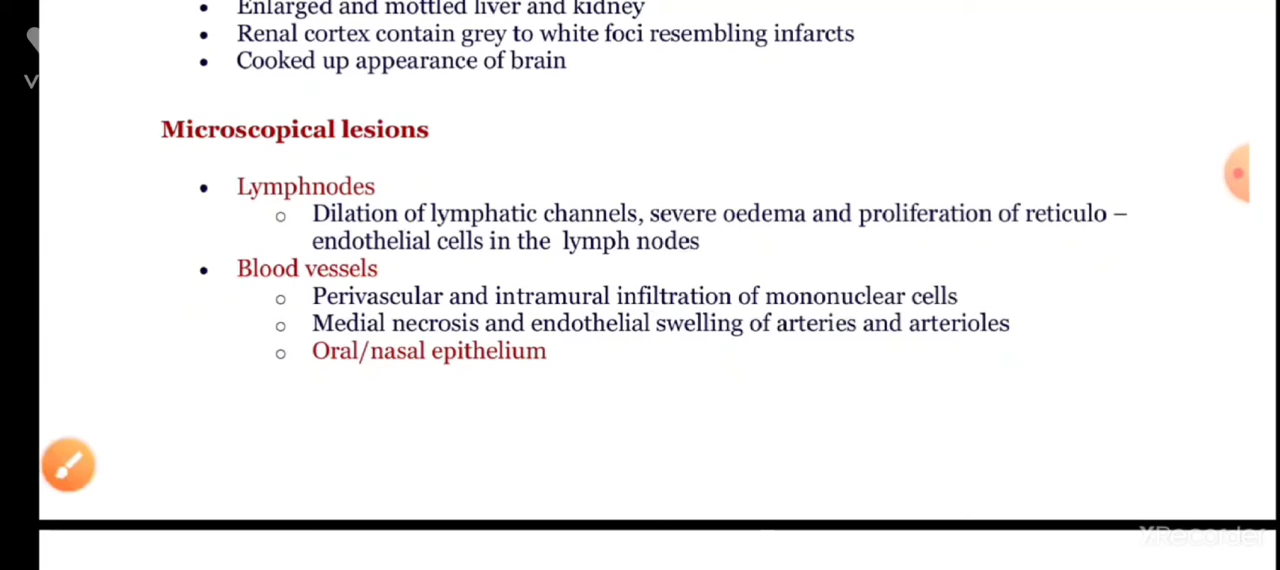 Enlarged and mottled liver and kidney
• Renal cortex contain grey to white foci resembling infarcts
• Cooked up appearance of brain
Microscopical lesions
• Lymphnodes
o Dilation of lymphatic channels, severe oedema and proliferation of reticulo –
endothelial cells in the lymph nodes
• Blood vessels
o Perivascular and intramural infiltration of mononuclear cells
o Medial necrosis and endothelial swelling of arteries and arterioles
o Oral/nasal epithelium
XRecorder